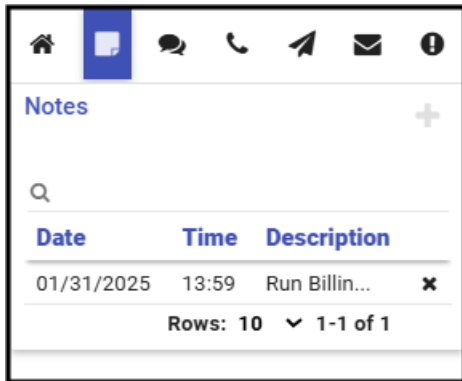 Notes
Date Time Description
01/31/2025 13:59 Run Billin...
Rows: 10 1-1 of 1